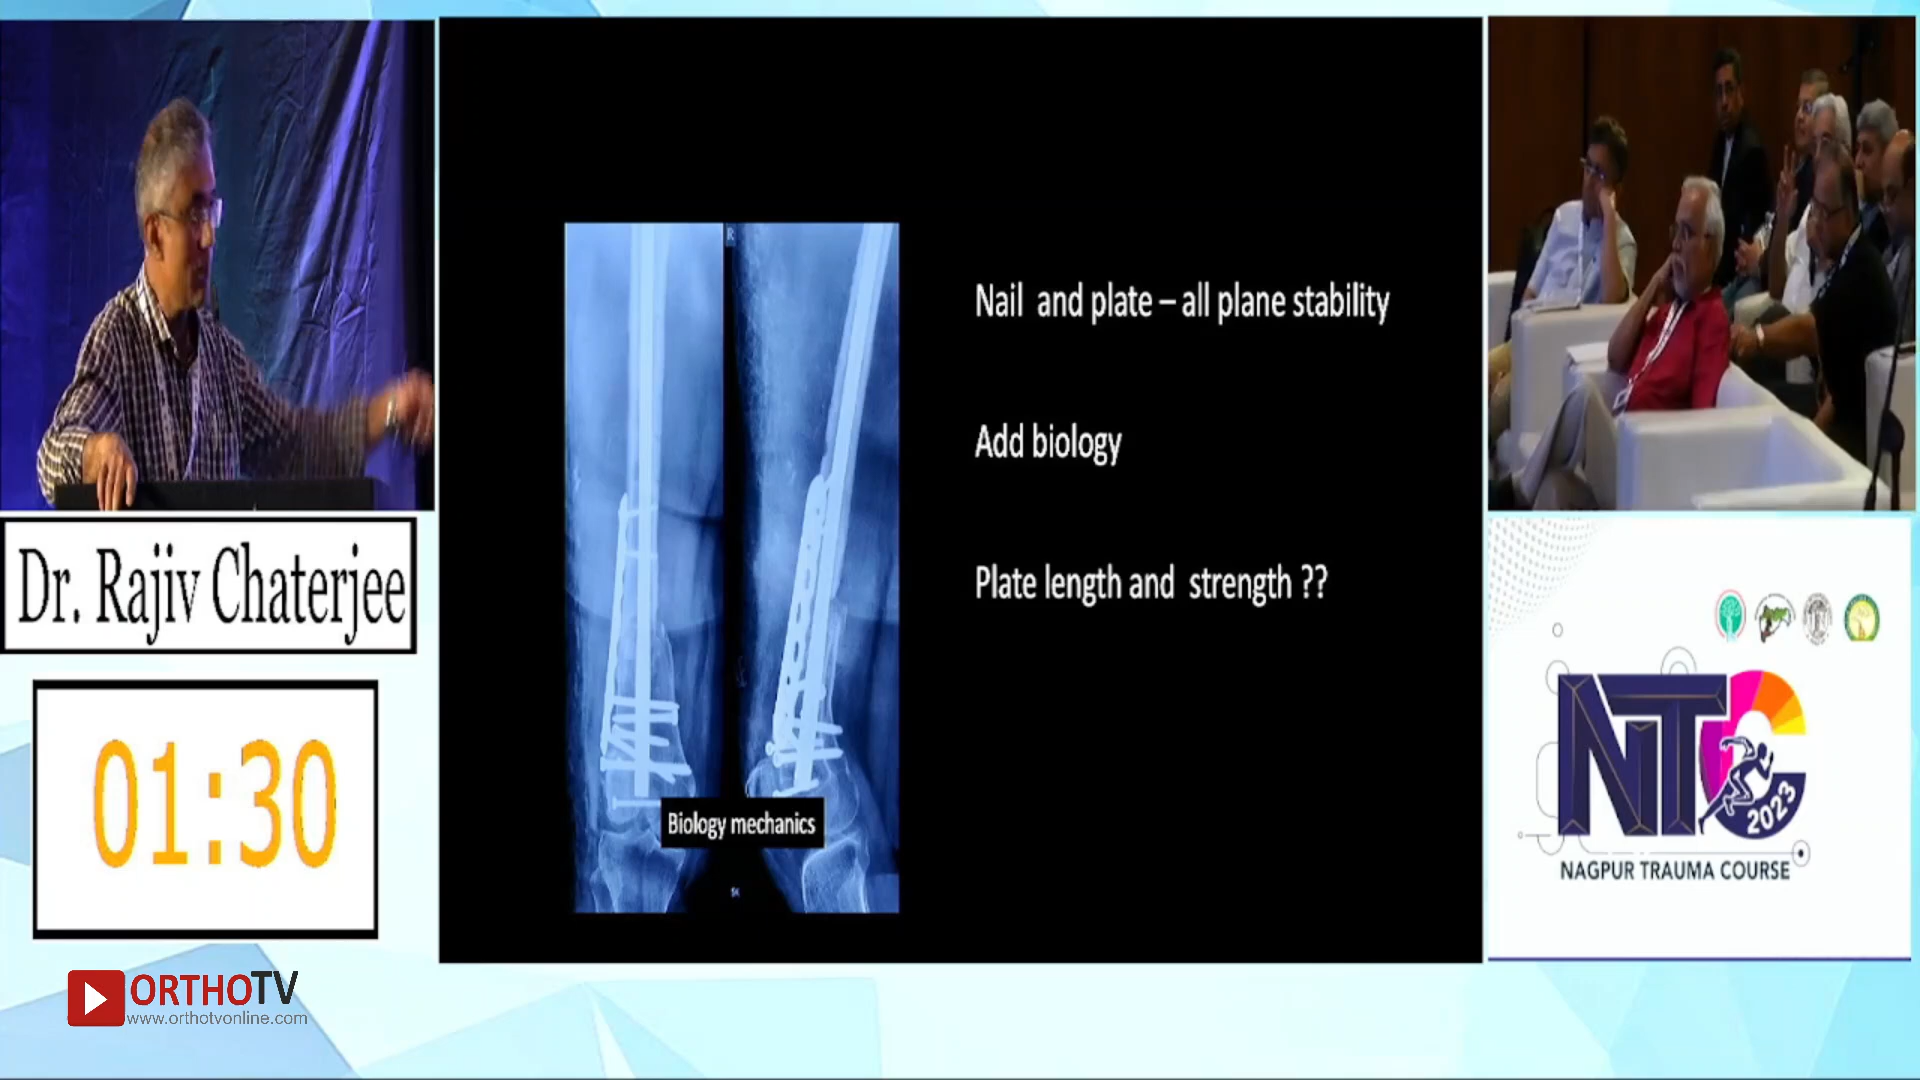 Nail and plate – all plane stability
Add biology
Plate length and strength ??
R
Biology mechanics
Dr. Rajiv Chaterjee
01:30
NTC
2023
NAGPUR TRAUMA COURSE
ORTHOTV
www.orthotvonline.com